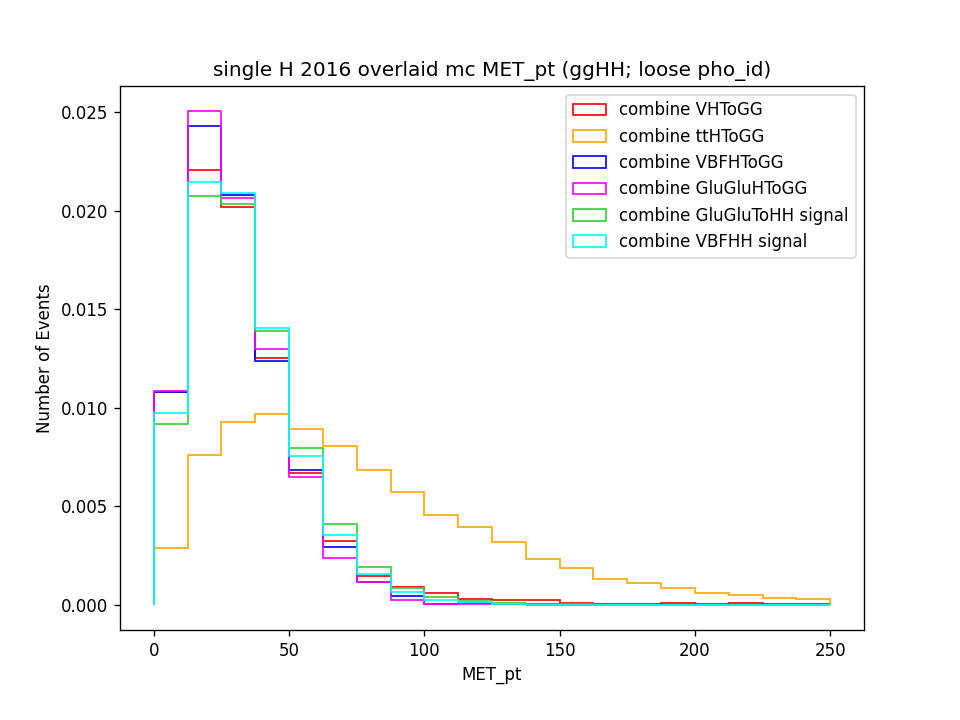 single H 2016 overlaid mc MET_pt (ggHH; loose pho_id)
combine VHToGG
combine ttHToGG
combine VBFHToGG
combine GluGluHToGG
combine GluGluToHH signal
combine VBFHH signal
Number of Events
0.025
0.020
0.015
0.010
0.005
0.000
0 50 100 150 200 250
MET_pt